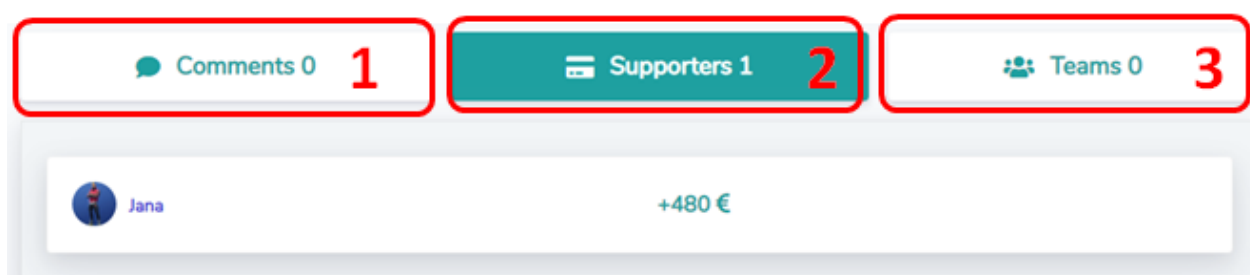 Comments 0 1
Supporters 1 2
Teams 0 3
Jana
+480 €